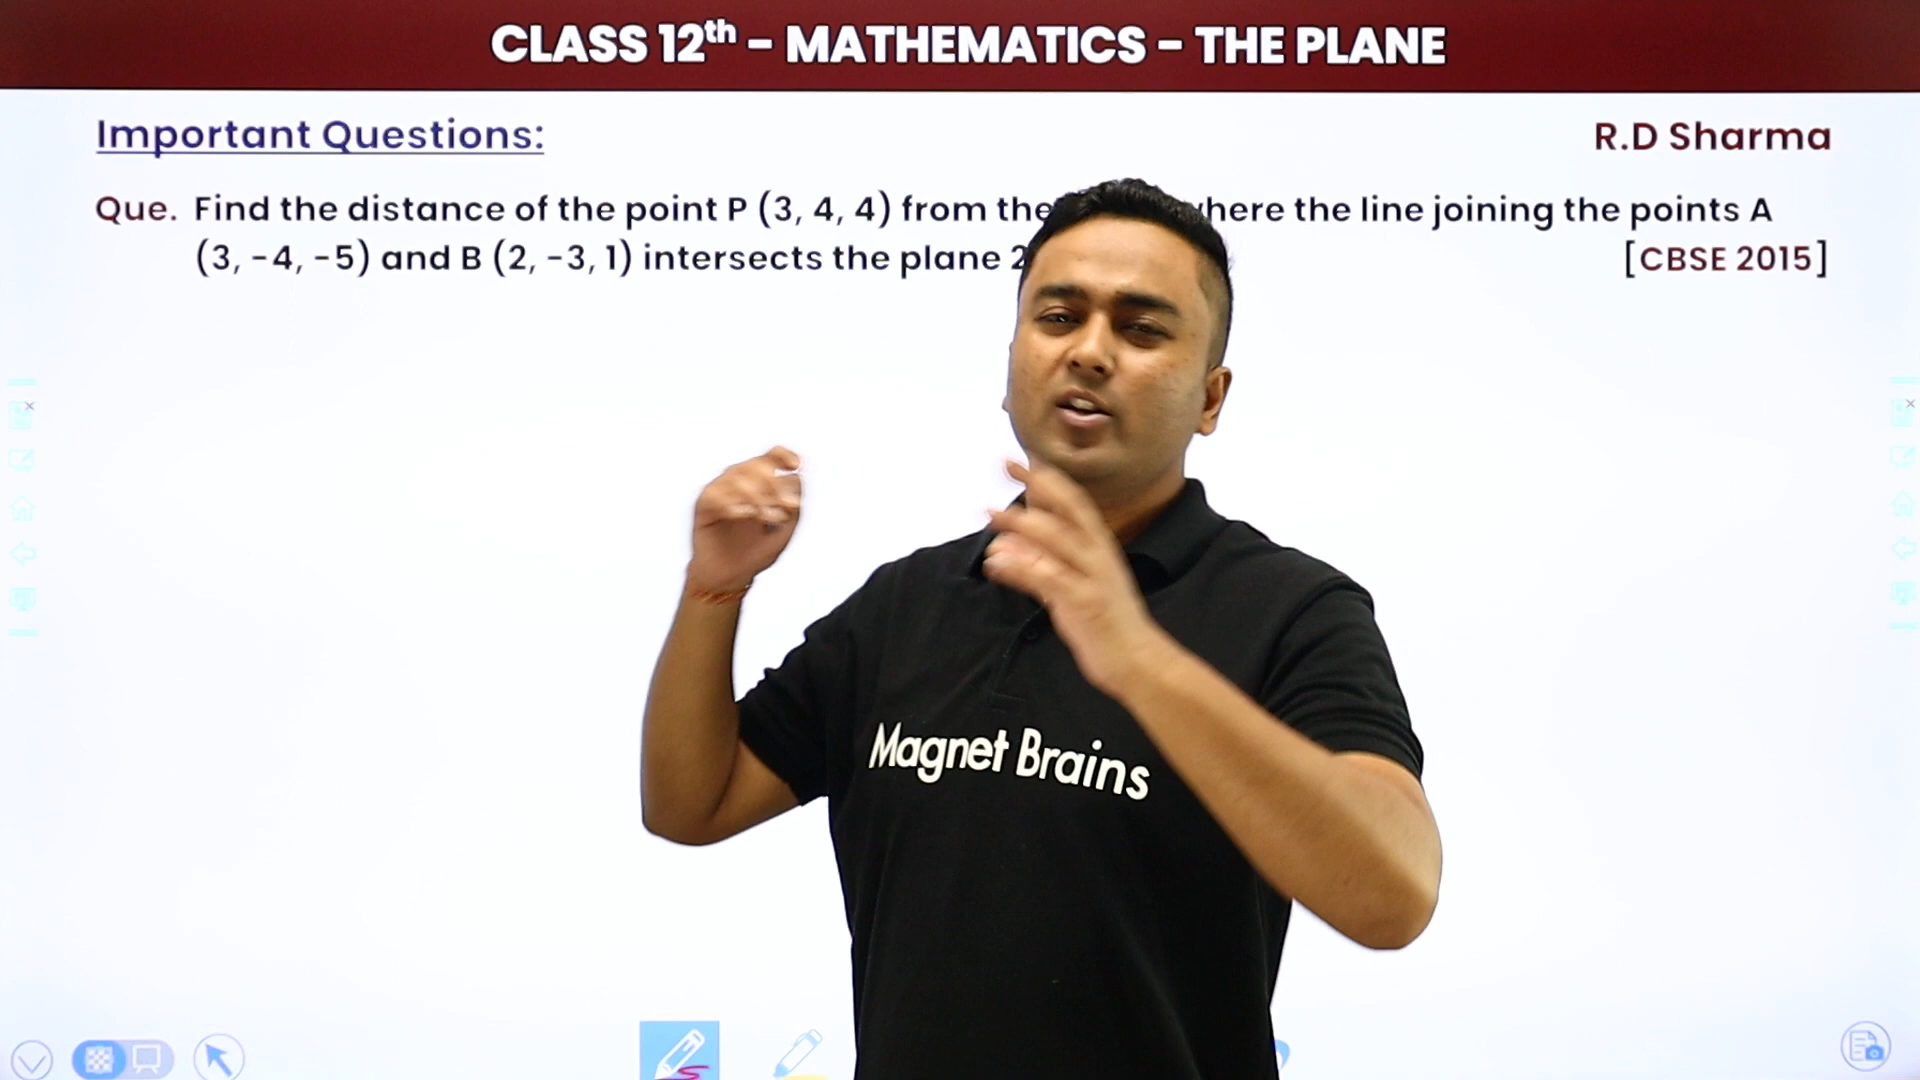 CLASS 12th - MATHEMATICS - THE PLANE
Important Questions:
R.D Sharma
Que. Find the distance of the point P (3, 4, 4) from the where the line joining the points A
(3, -4, -5) and B (2, -3, 1) intersects the plane 2
[CBSE 2015]
Magnet Brains